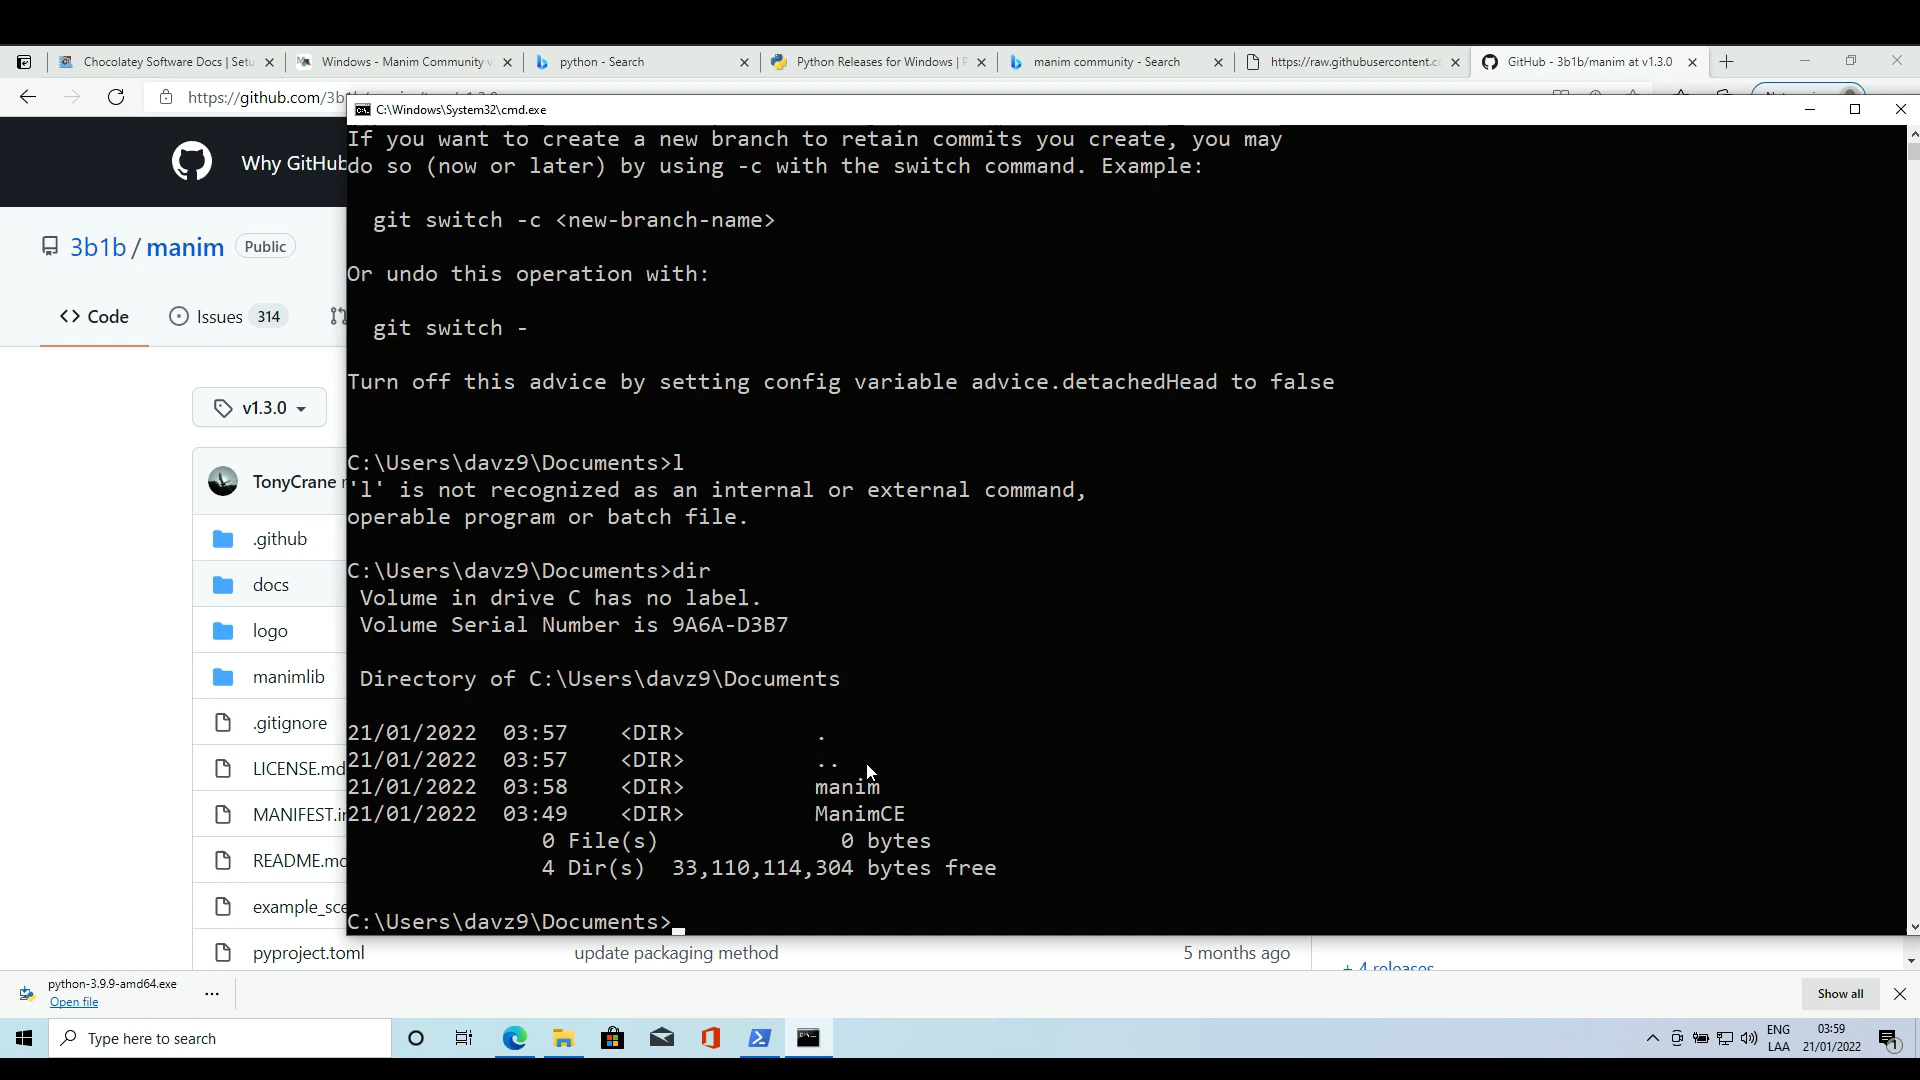 Chocolatey Software Docs | Setu
Windows - Manim Community v
python - Search
Python Releases for Windows |
manim community - Search
https://raw.githubusercontent.cc
GitHub - 3b1b/manim at v1.3.0
https://github.com/3b
C:\Windows\System32\cmd.exe
Why GitHub
3b1b / manim Public
<> Code
Issues 314
v1.3.0
TonyCrane
.github
docs
logo
manimlib
.gitignore
LICENSE.md
MANIFEST.in
README.md
example_sce
pyproject.toml
update packaging method
5 months ago
+ 4 releases
If you want to create a new branch to retain commits you create, you may
do so (now or later) by using -c with the switch command. Example:
git switch -c <new-branch-name>
Or undo this operation with:
git switch -
Turn off this advice by setting config variable advice.detachedHead to false
C:\Users\davz9\Documents>l
'l' is not recognized as an internal or external command,
operable program or batch file.
C:\Users\davz9\Documents>dir
Volume in drive C has no label.
Volume Serial Number is 9A6A-D3B7
Directory of C:\Users\davz9\Documents
21/01/2022 03:57 <DIR> .
21/01/2022 03:57 <DIR> ..
21/01/2022 03:58 <DIR> manim
21/01/2022 03:49 <DIR> ManimCE
0 File(s) 0 bytes
4 Dir(s) 33,110,114,304 bytes free
C:\Users\davz9\Documents>
python-3.9.9-amd64.exe
Open file
Show all
Type here to search
ENG
LAA
03:59
21/01/2022
1